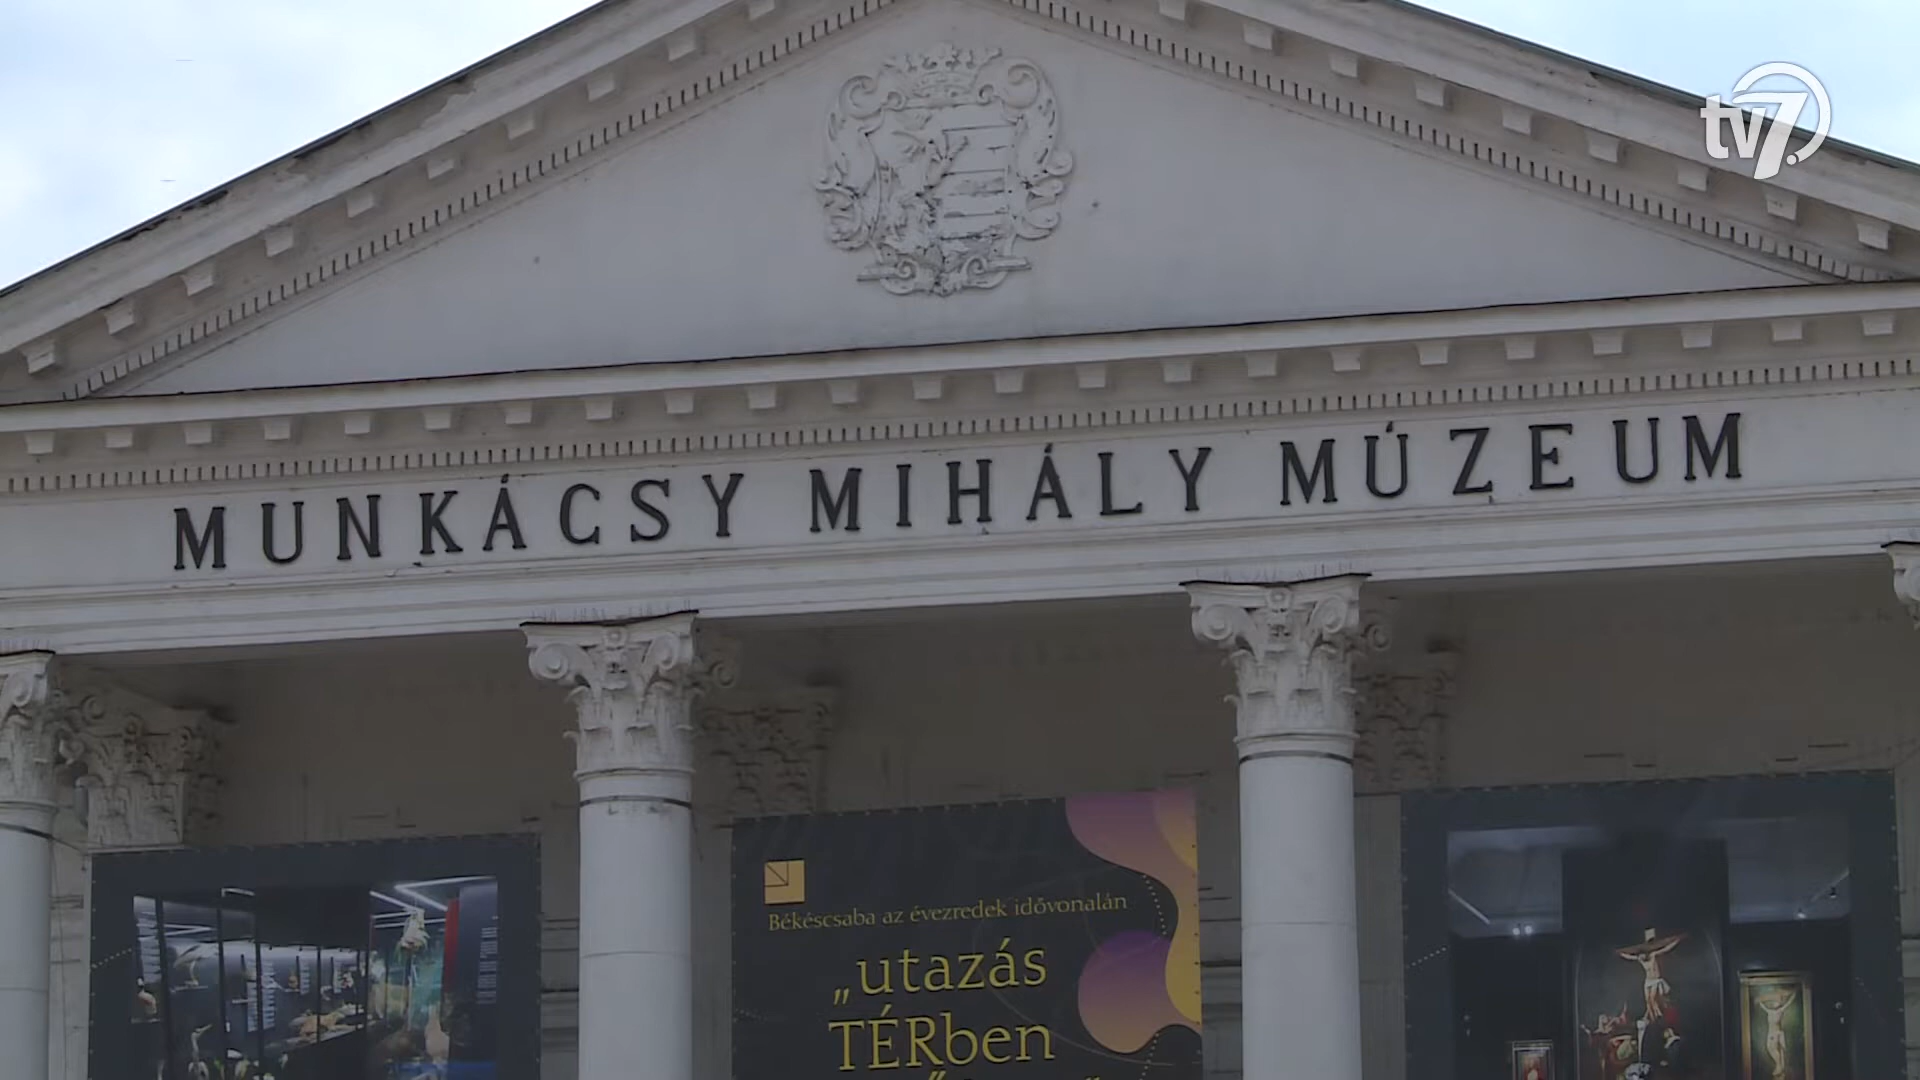 tv7
MUNKÁCSY MIHÁLY MÚZEUM
Békéscsaba az évezredek idővonalán
„utazás
TÉRben